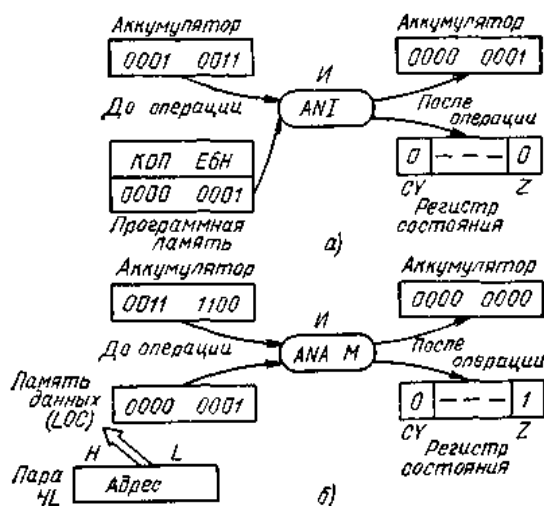 Аккумулятор
0001 0011
До операции
И
ANI
Аккумулятор
0000 0001
После операции
КОП Е6Н
0000 0001
Программная память
0 --- 0
CY Z
Регистр состояния
а)
Аккумулятор
0011 1100
До операции
И
ANA M
Аккумулятор
0000 0000
После операции
Память данных (LOC)
0000 0001
0 --- 1
CY Z
Регистр состояния
H L
Пара HL
Адрес
б)